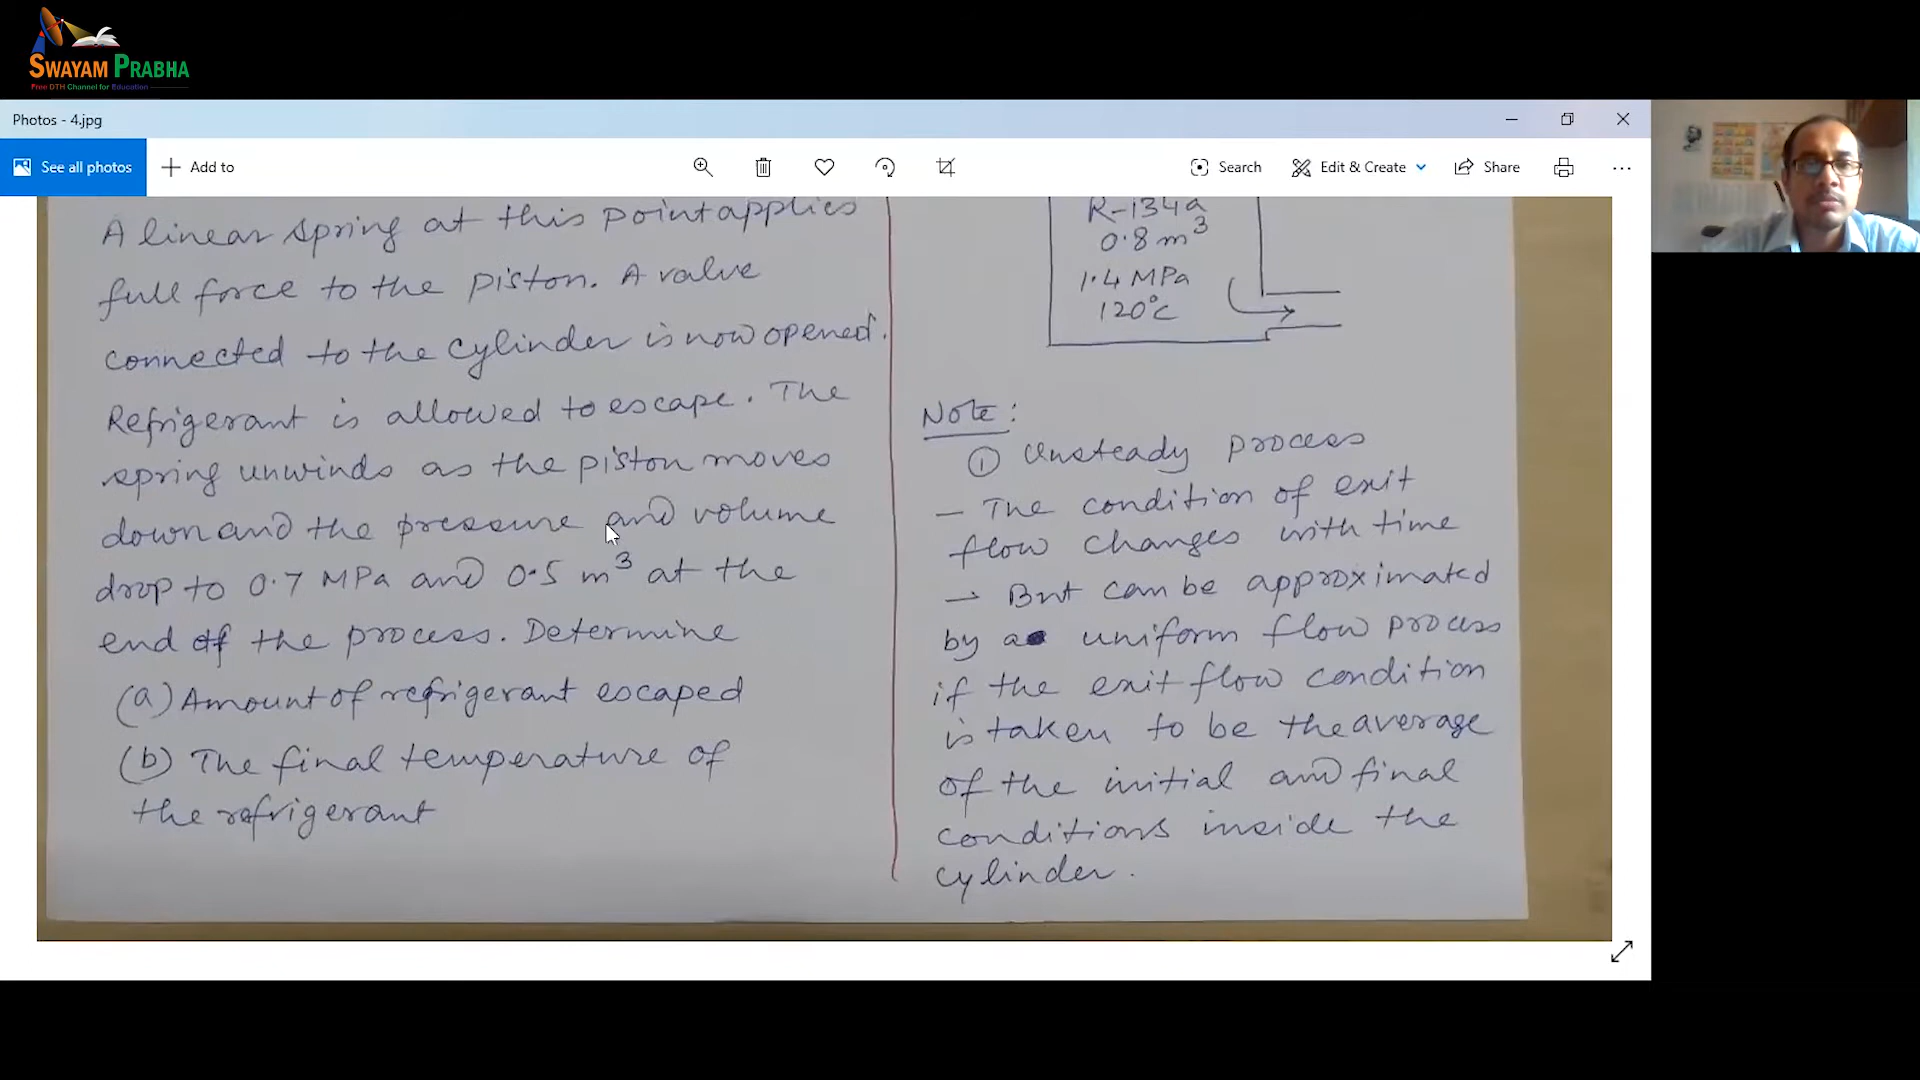 SWAYAM PRABHA
Free DTH Channel for Education
Photos - 4.jpg
See all photos
Add to
Search
Edit & Create
Share
A linear spring at this point applies
full force to the piston. A valve
connected to the cylinder is now opened.
Refrigerant is allowed to escape. The
spring unwinds as the piston moves
down and the pressure and volume
drop to 0.7 MPa and 0.5 m³ at the
end of the process. Determine
(a) Amount of refrigerant escaped
(b) The final temperature of
the refrigerant
R-134a
0.8 m³
1.4 MPa
120°C
Note:
① Unsteady process
- The condition of exit
flow changes with time
→ But can be approximated
by a uniform flow process
if the exit flow condition
is taken to be the average
of the initial and final
conditions inside the
cylinder.